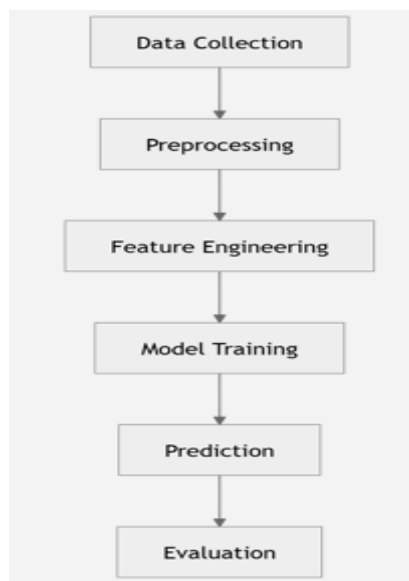 Data Collection
Preprocessing
Feature Engineering
Model Training
Prediction
Evaluation